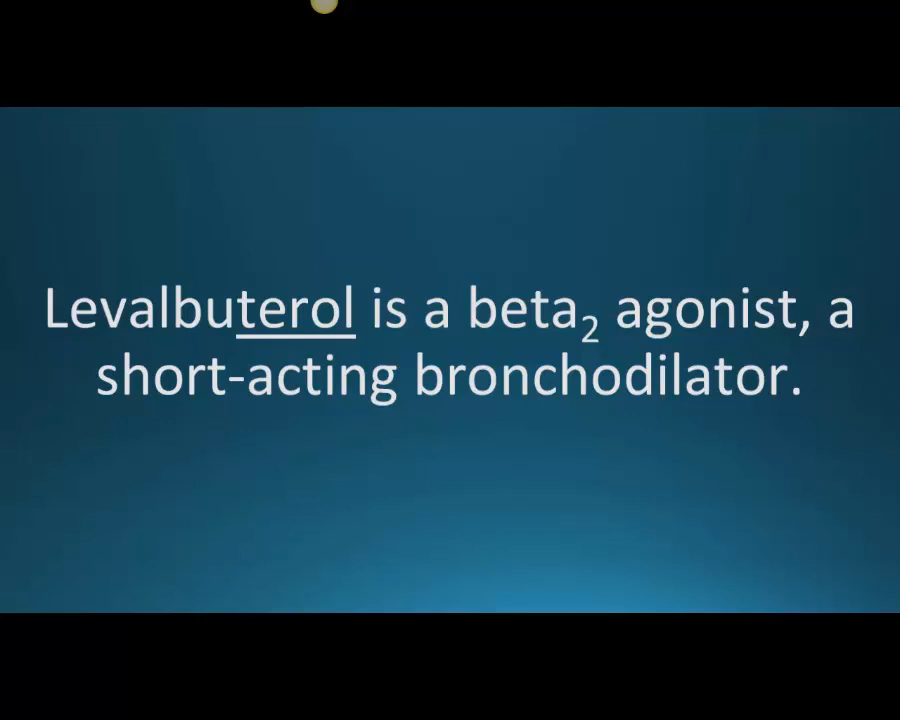 Levalbuterol is a beta₂ agonist, a
short-acting bronchodilator.